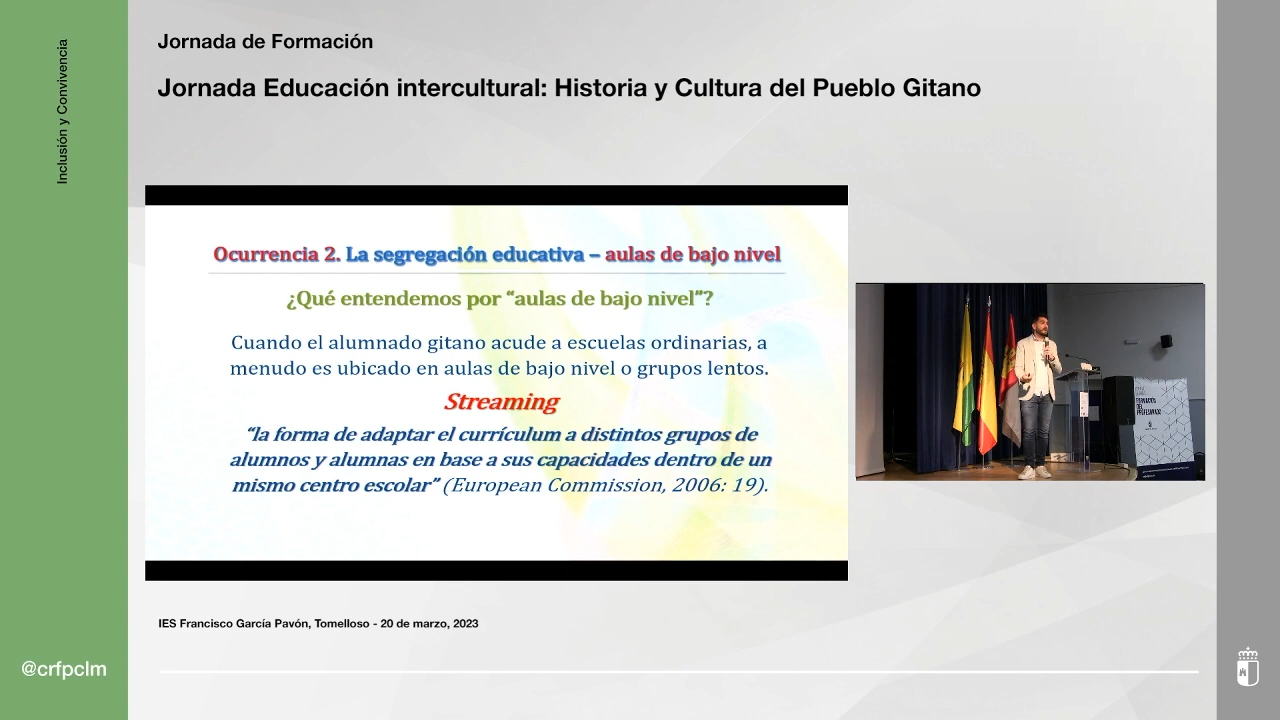 Inclusión y Convivencia
Jornada de Formación
Jornada Educación intercultural: Historia y Cultura del Pueblo Gitano
Ocurrencia 2. La segregación educativa – aulas de bajo nivel
¿Qué entendemos por “aulas de bajo nivel”?
Cuando el alumnado gitano acude a escuelas ordinarias, a
menudo es ubicado en aulas de bajo nivel o grupos lentos.
Streaming
“la forma de adaptar el currículum a distintos grupos de
alumnos y alumnas en base a sus capacidades dentro de un
mismo centro escolar” (European Commission, 2006: 19).
IES Francisco García Pavón, Tomelloso - 20 de marzo, 2023
@crfpclm